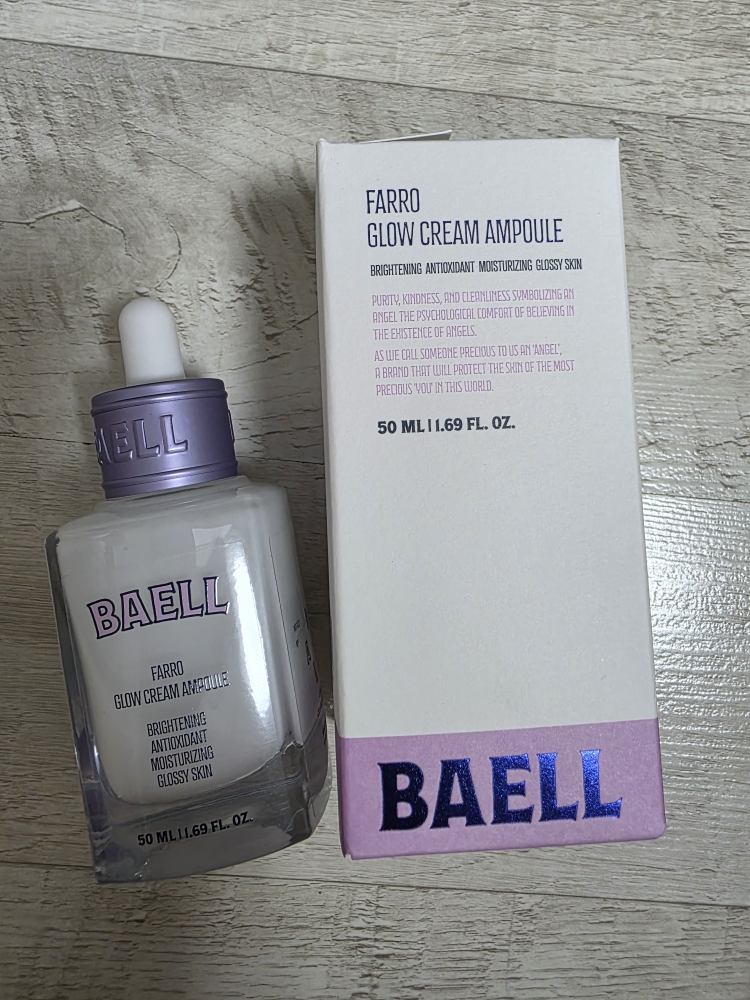 FARRO
GLOW CREAM AMPOULE
BRIGHTENING ANTIOXIDANT MOISTURIZING GLOSSY SKIN
PURITY, KINDNESS, AND CLEANLINESS SYMBOLIZING AN
ANGEL THE PSYCHOLOGICAL COMFORT OF BELIEVING IN
THE EXISTENCE OF ANGELS.
AS WE CALL SOMEONE PRECIOUS TO US AN 'ANGEL',
A BRAND THAT WILL PROTECT THE SKIN OF THE MOST
PRECIOUS 'YOU' IN THIS WORLD.
50 ML | 1.69 FL. OZ.
BAELL
AELL
BAELL
FARRO
GLOW CREAM AMPOULE
BRIGHTENING
ANTIOXIDANT
MOISTURIZING
GLOSSY SKIN
50 ML | 1.69 FL. OZ.